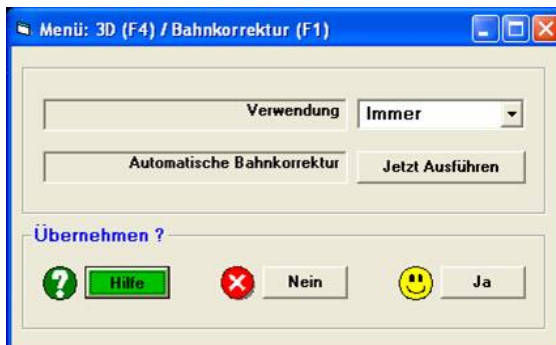 Menü: 3D (F4) / Bahnkorrektur (F1)
Verwendung Immer
Automatische Bahnkorrektur Jetzt Ausführen
Übernehmen ?
? Hilfe Nein Ja